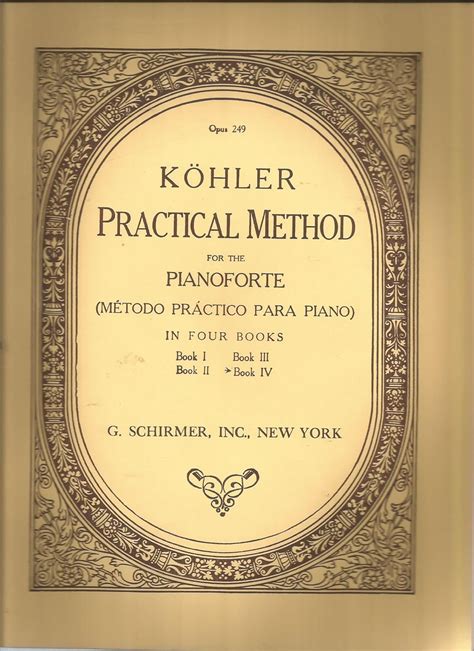 Opus 249
KÖHLER
PRACTICAL METHOD
FOR THE
PIANOFORTE
(MÉTODO PRÁCTICO PARA PIANO)
IN FOUR BOOKS
Book I Book III
Book II → Book IV
G. SCHIRMER, INC., NEW YORK